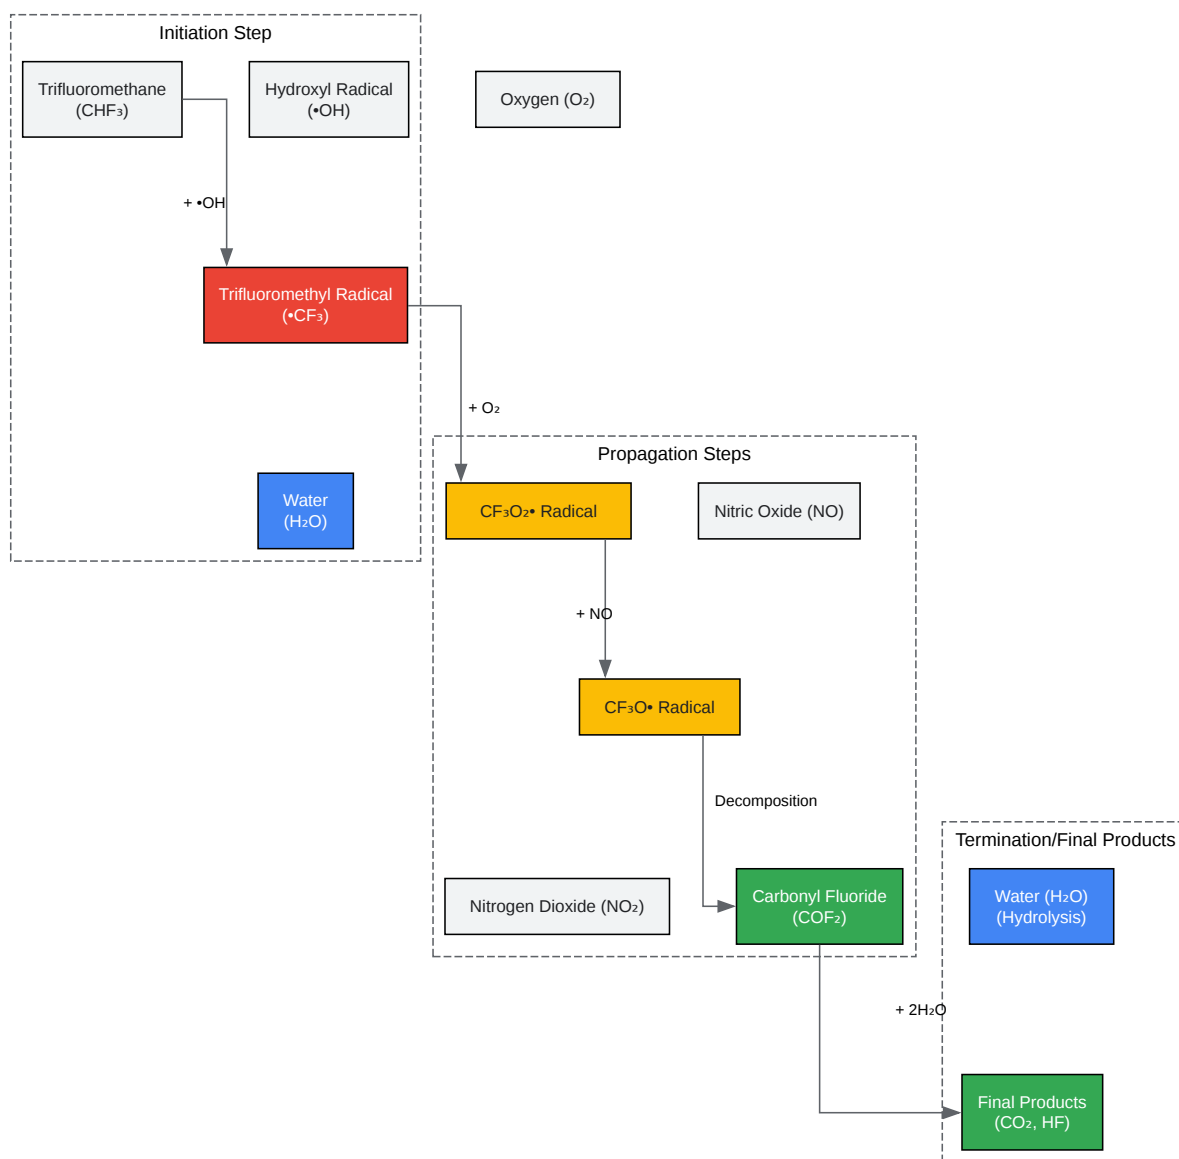 Initiation Step
Trifluoromethane
(CHF₃)
Hydroxyl Radical
(•OH)
Oxygen (O₂)
+ •OH
Trifluoromethyl Radical
(•CF₃)
+ O₂
Water
(H₂O)
Propagation Steps
CF₃O₂• Radical
Nitric Oxide (NO)
+ NO
CF₃O• Radical
Decomposition
Nitrogen Dioxide (NO₂)
Carbonyl Fluoride
(COF₂)
Termination/Final Products
Water (H₂O)
(Hydrolysis)
+ 2H₂O
Final Products
(CO₂, HF)